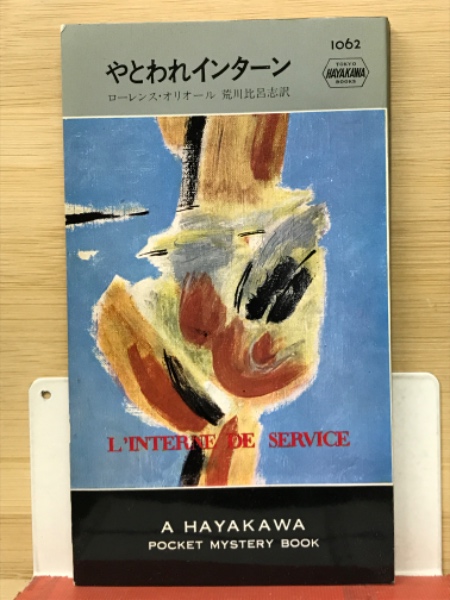 1062
TOKYO
HAYAKAWA
BOOKS
やとわれインターン
ローレンス・オリオール 荒川比呂志訳
L'INTERNE DE SERVICE
A HAYAKAWA
POCKET MYSTERY BOOK